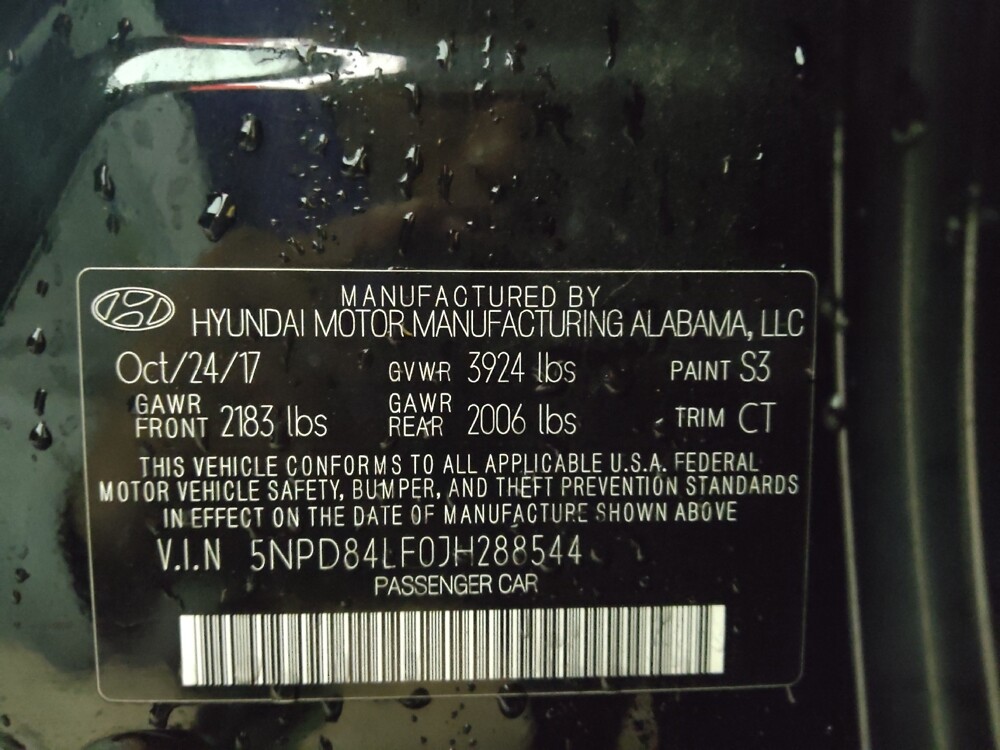 MANUFACTURED BY
HYUNDAI MOTOR MANUFACTURING ALABAMA, LLC
Oct/24/17 GVWR 3924 lbs PAINT S3
GAWR FRONT 2183 lbs GAWR REAR 2006 lbs TRIM CT
THIS VEHICLE CONFORMS TO ALL APPLICABLE U.S.A. FEDERAL
MOTOR VEHICLE SAFETY, BUMPER, AND THEFT PREVENTION STANDARDS
IN EFFECT ON THE DATE OF MANUFACTURE SHOWN ABOVE
V.I.N 5NPD84LF0JH288544
PASSENGER CAR